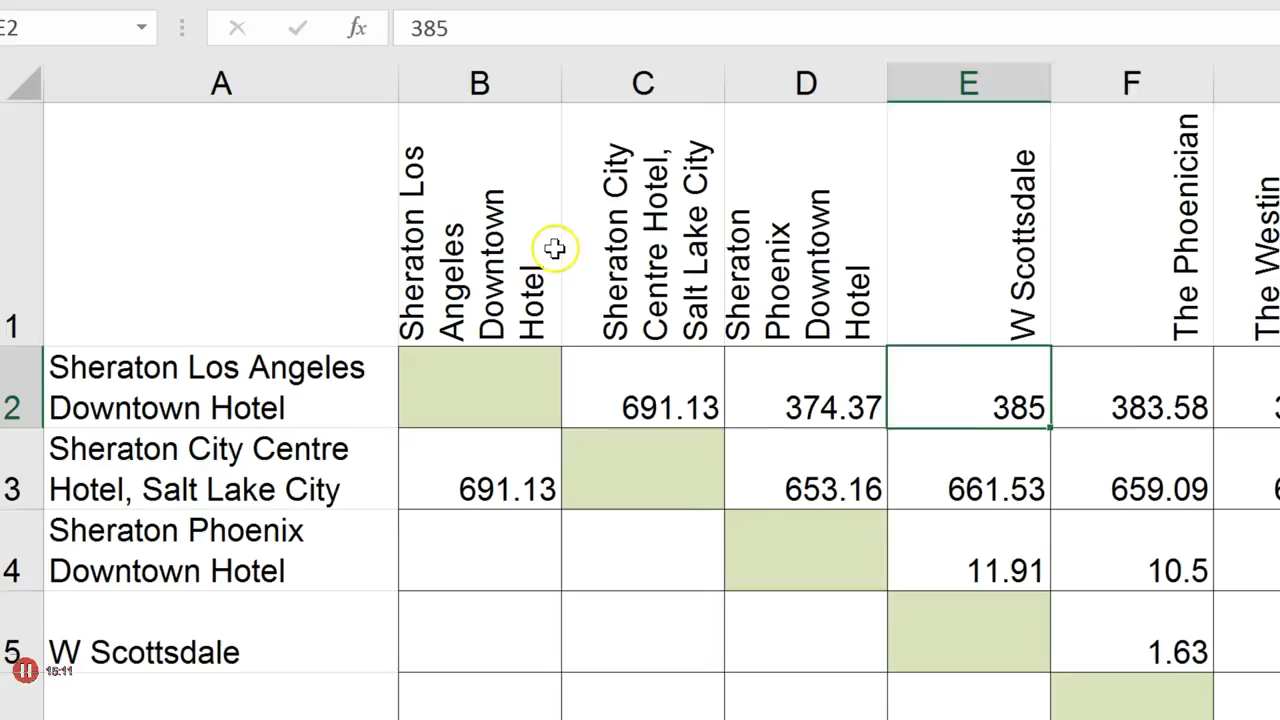 E2 fx 385
A B C D E F
1 Sheraton Los Angeles Downtown Hotel
Sheraton City Centre Hotel, Salt Lake City
Sheraton Phoenix Downtown Hotel
W Scottsdale
The Phoenician
The Westin
2 Sheraton Los Angeles
Downtown Hotel 691.13 374.37 385 383.58
3 Sheraton City Centre
Hotel, Salt Lake City 691.13 653.16 661.53 659.09
4 Sheraton Phoenix
Downtown Hotel 11.91 10.5
5 W Scottsdale 1.63
15:11